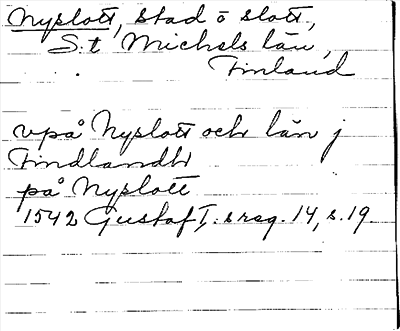 Nyslott, stad o slott,
S:t Michels län,
Finland
vpå Nyslott och län j
Findlandh
på Nyslott
1542 Gustaf I:s reg. 14, s. 19.